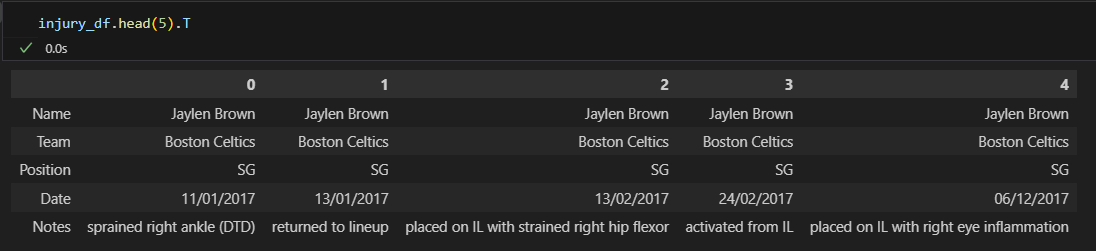 injury_df.head(5).T
0.0s
0 1 2 3 4
Name Jaylen Brown Jaylen Brown Jaylen Brown Jaylen Brown Jaylen Brown
Team Boston Celtics Boston Celtics Boston Celtics Boston Celtics Boston Celtics
Position SG SG SG SG SG
Date 11/01/2017 13/01/2017 13/02/2017 24/02/2017 06/12/2017
Notes sprained right ankle (DTD) returned to lineup placed on IL with strained right hip flexor activated from IL placed on IL with right eye inflammation